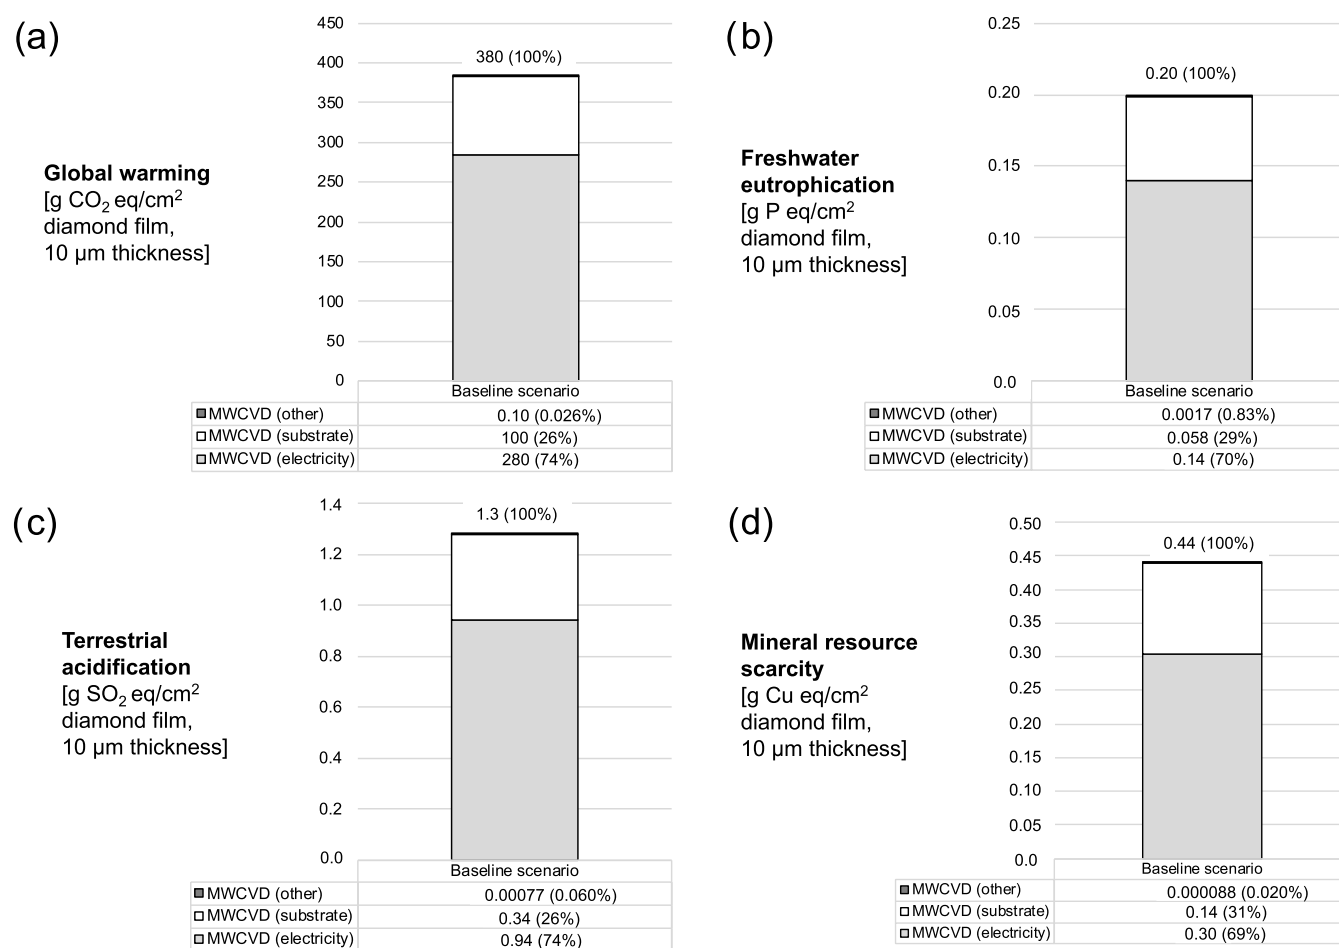 (a)
Global warming
[g CO2 eq/cm2
diamond film,
10 µm thickness]
450
400
350
300
250
200
150
100
50
0
380 (100%)
Baseline scenario
MWCVD (other) 0.10 (0.026%)
MWCVD (substrate) 100 (26%)
MWCVD (electricity) 280 (74%)
(b)
Freshwater
eutrophication
[g P eq/cm2
diamond film,
10 µm thickness]
0.25
0.20
0.15
0.10
0.05
0.0
0.20 (100%)
Baseline scenario
MWCVD (other) 0.0017 (0.83%)
MWCVD (substrate) 0.058 (29%)
MWCVD (electricity) 0.14 (70%)
(c)
Terrestrial
acidification
[g SO2 eq/cm2
diamond film,
10 µm thickness]
1.4
1.2
1.0
0.8
0.6
0.4
0.2
0.0
1.3 (100%)
Baseline scenario
MWCVD (other) 0.00077 (0.060%)
MWCVD (substrate) 0.34 (26%)
MWCVD (electricity) 0.94 (74%)
(d)
Mineral resource
scarcity
[g Cu eq/cm2
diamond film,
10 µm thickness]
0.50
0.45
0.40
0.35
0.30
0.25
0.20
0.15
0.10
0.05
0.0
0.44 (100%)
Baseline scenario
MWCVD (other) 0.000088 (0.020%)
MWCVD (substrate) 0.14 (31%)
MWCVD (electricity) 0.30 (69%)